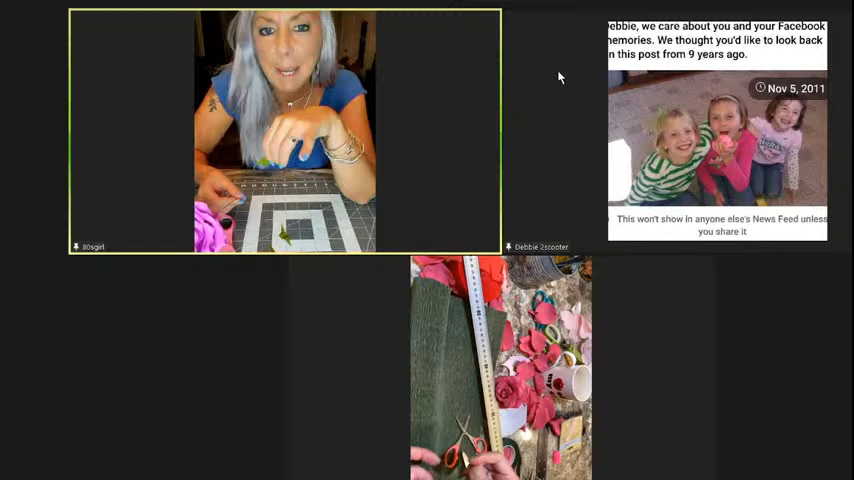 Debbie, we care about you and your Facebook
memories. We thought you'd like to look back
on this post from 9 years ago.
Nov 5, 2011
This won't show in anyone else's News Feed unless
you share it
80sgirl
Debbie 2scooter